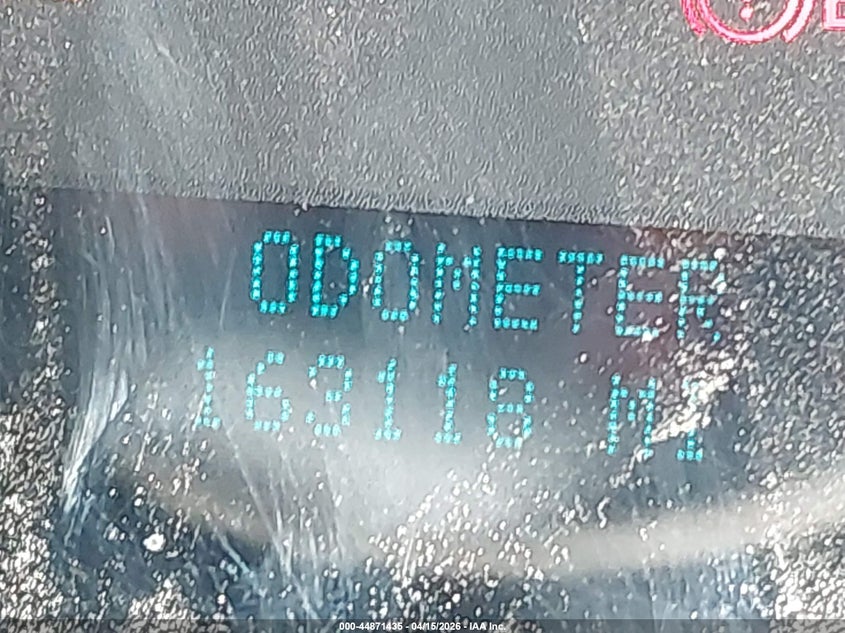 ODOMETER
163118 MI
000-44871435 - 04/15/2026 - IAA Inc.